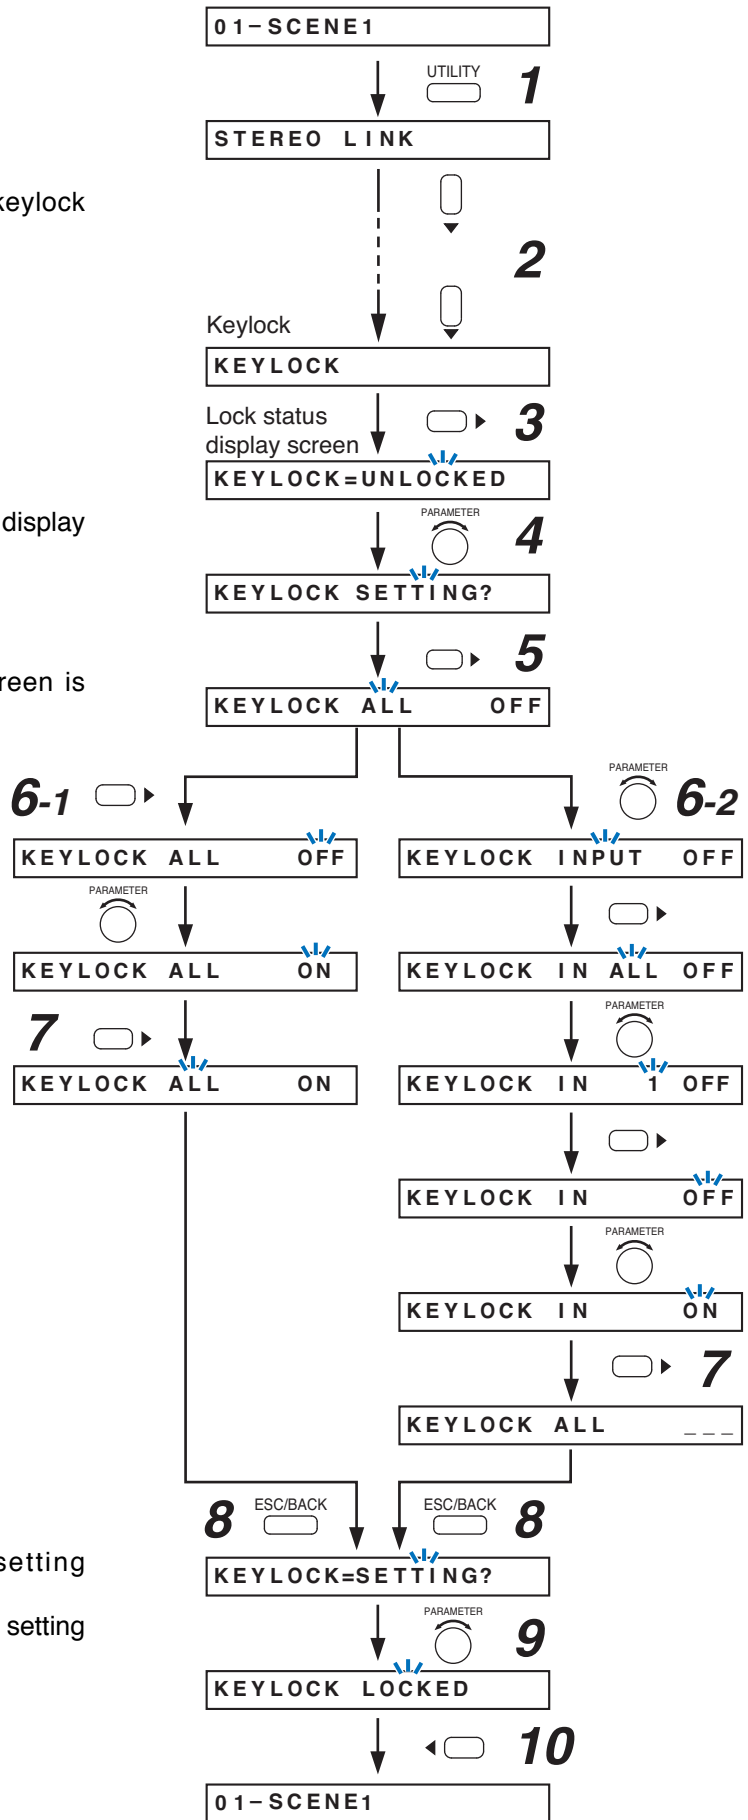 01-SCENE1
UTILITY 1
STEREO LINK
keylock
2
Keylock
KEYLOCK
Lock status
display screen
3
KEYLOCK=UNLOCKED
PARAMETER
display
4
KEYLOCK SETTING?
5
reen is
KEYLOCK ALL OFF
6-1
PARAMETER
6-2
KEYLOCK ALL OFF
KEYLOCK INPUT OFF
PARAMETER
KEYLOCK ALL ON
KEYLOCK IN ALL OFF
7
PARAMETER
KEYLOCK ALL ON
KEYLOCK IN 1 OFF
KEYLOCK IN OFF
PARAMETER
KEYLOCK IN ON
7
KEYLOCK ALL ___
8 ESC/BACK
ESC/BACK 8
setting
KEYLOCK=SETTING?
PARAMETER
setting
9
KEYLOCK LOCKED
10
01-SCENE1